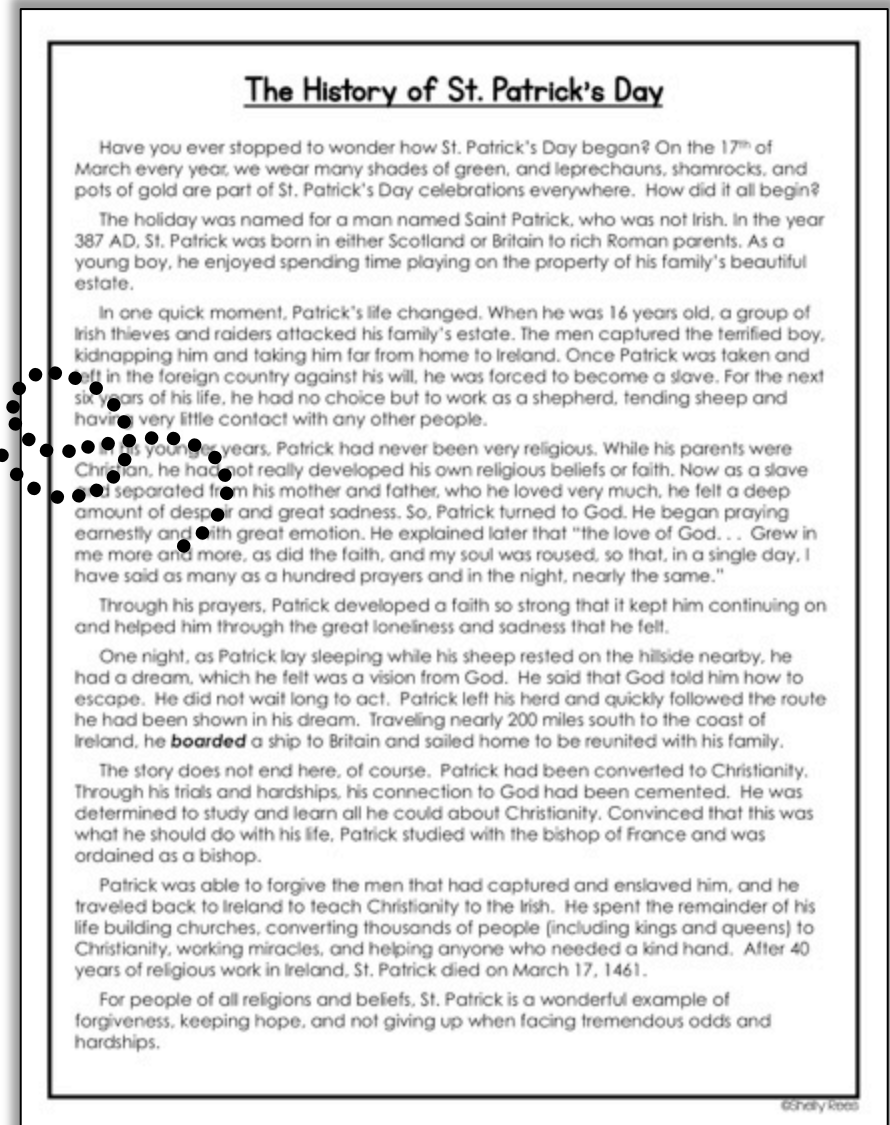 The History of St. Patrick's Day
Have you ever stopped to wonder how St. Patrick's Day began? On the 17th of
March every year, we wear many shades of green, and leprechauns, shamrocks, and
pots of gold are part of St. Patrick's Day celebrations everywhere. How did it all begin?
The holiday was named for a man named Saint Patrick, who was not Irish. In the year
387 AD, St. Patrick was born in either Scotland or Britain to rich Roman parents. As a
young boy, he enjoyed spending time playing on the property of his family's beautiful
estate.
In one quick moment, Patrick's life changed. When he was 16 years old, a group of
Irish thieves and raiders attacked his family's estate. The men captured the terrified boy,
kidnapping him and taking him far from home to Ireland. Once Patrick was taken and
left in the foreign country against his will, he was forced to become a slave. For the next
six years of his life, he had no choice but to work as a shepherd, tending sheep and
having very little contact with any other people.
In his younger years, Patrick had never been very religious. While his parents were
Christian, he had not really developed his own religious beliefs or faith. Now as a slave
and separated from his mother and father, who he loved very much, he felt a deep
amount of despair and great sadness. So, Patrick turned to God. He began praying
earnestly and with great emotion. He explained later that "the love of God. . . Grew in
me more and more, as did the faith, and my soul was roused, so that, in a single day, I
have said as many as a hundred prayers and in the night, nearly the same."
Through his prayers, Patrick developed a faith so strong that it kept him continuing on
and helped him through the great loneliness and sadness that he felt.
One night, as Patrick lay sleeping while his sheep rested on the hillside nearby, he
had a dream, which he felt was a vision from God. He said that God told him how to
escape. He did not wait long to act. Patrick left his herd and quickly followed the route
he had been shown in his dream. Traveling nearly 200 miles south to the coast of
Ireland, he boarded a ship to Britain and sailed home to be reunited with his family.
The story does not end here, of course. Patrick had been converted to Christianity.
Through his trials and hardships, his connection to God had been cemented. He was
determined to study and learn all he could about Christianity. Convinced that this was
what he should do with his life, Patrick studied with the bishop of France and was
ordained as a bishop.
Patrick was able to forgive the men that had captured and enslaved him, and he
traveled back to Ireland to teach Christianity to the Irish. He spent the remainder of his
life building churches, converting thousands of people (including kings and queens) to
Christianity, working miracles, and helping anyone who needed a kind hand. After 40
years of religious work in Ireland, St. Patrick died on March 17, 1461.
For people of all religions and beliefs, St. Patrick is a wonderful example of
forgiveness, keeping hope, and not giving up when facing tremendous odds and
hardships.
©Shelly Rees